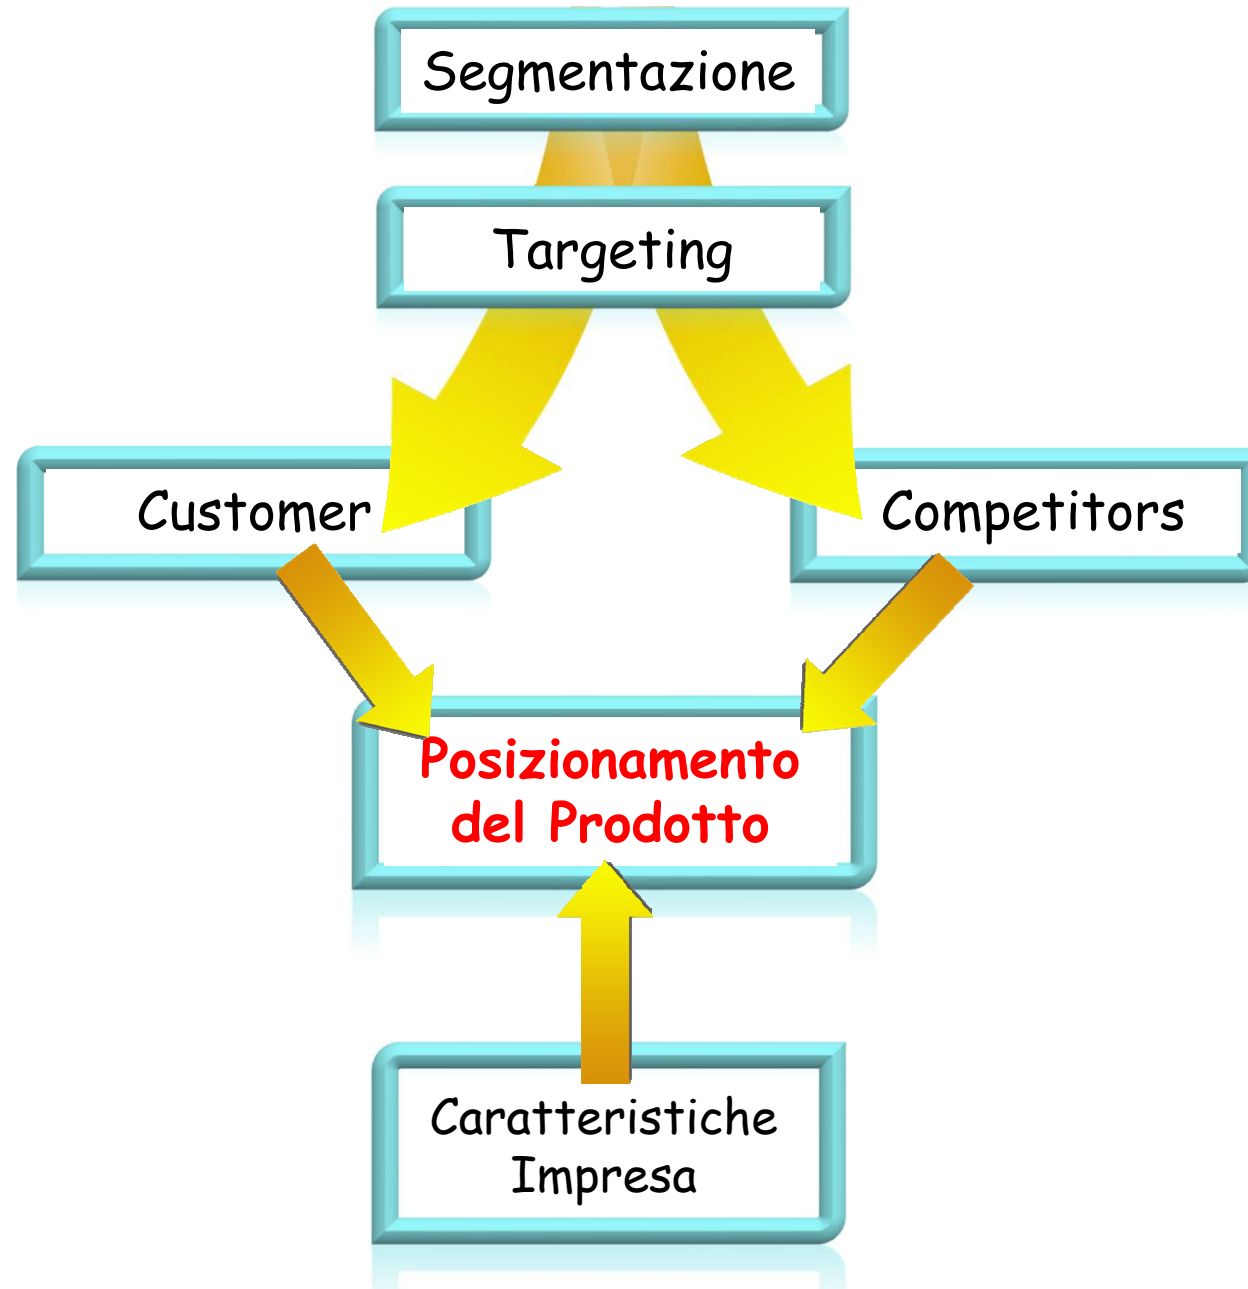 Segmentazione
Targeting
Customer
Competitors
Posizionamento
del Prodotto
Caratteristiche
Impresa